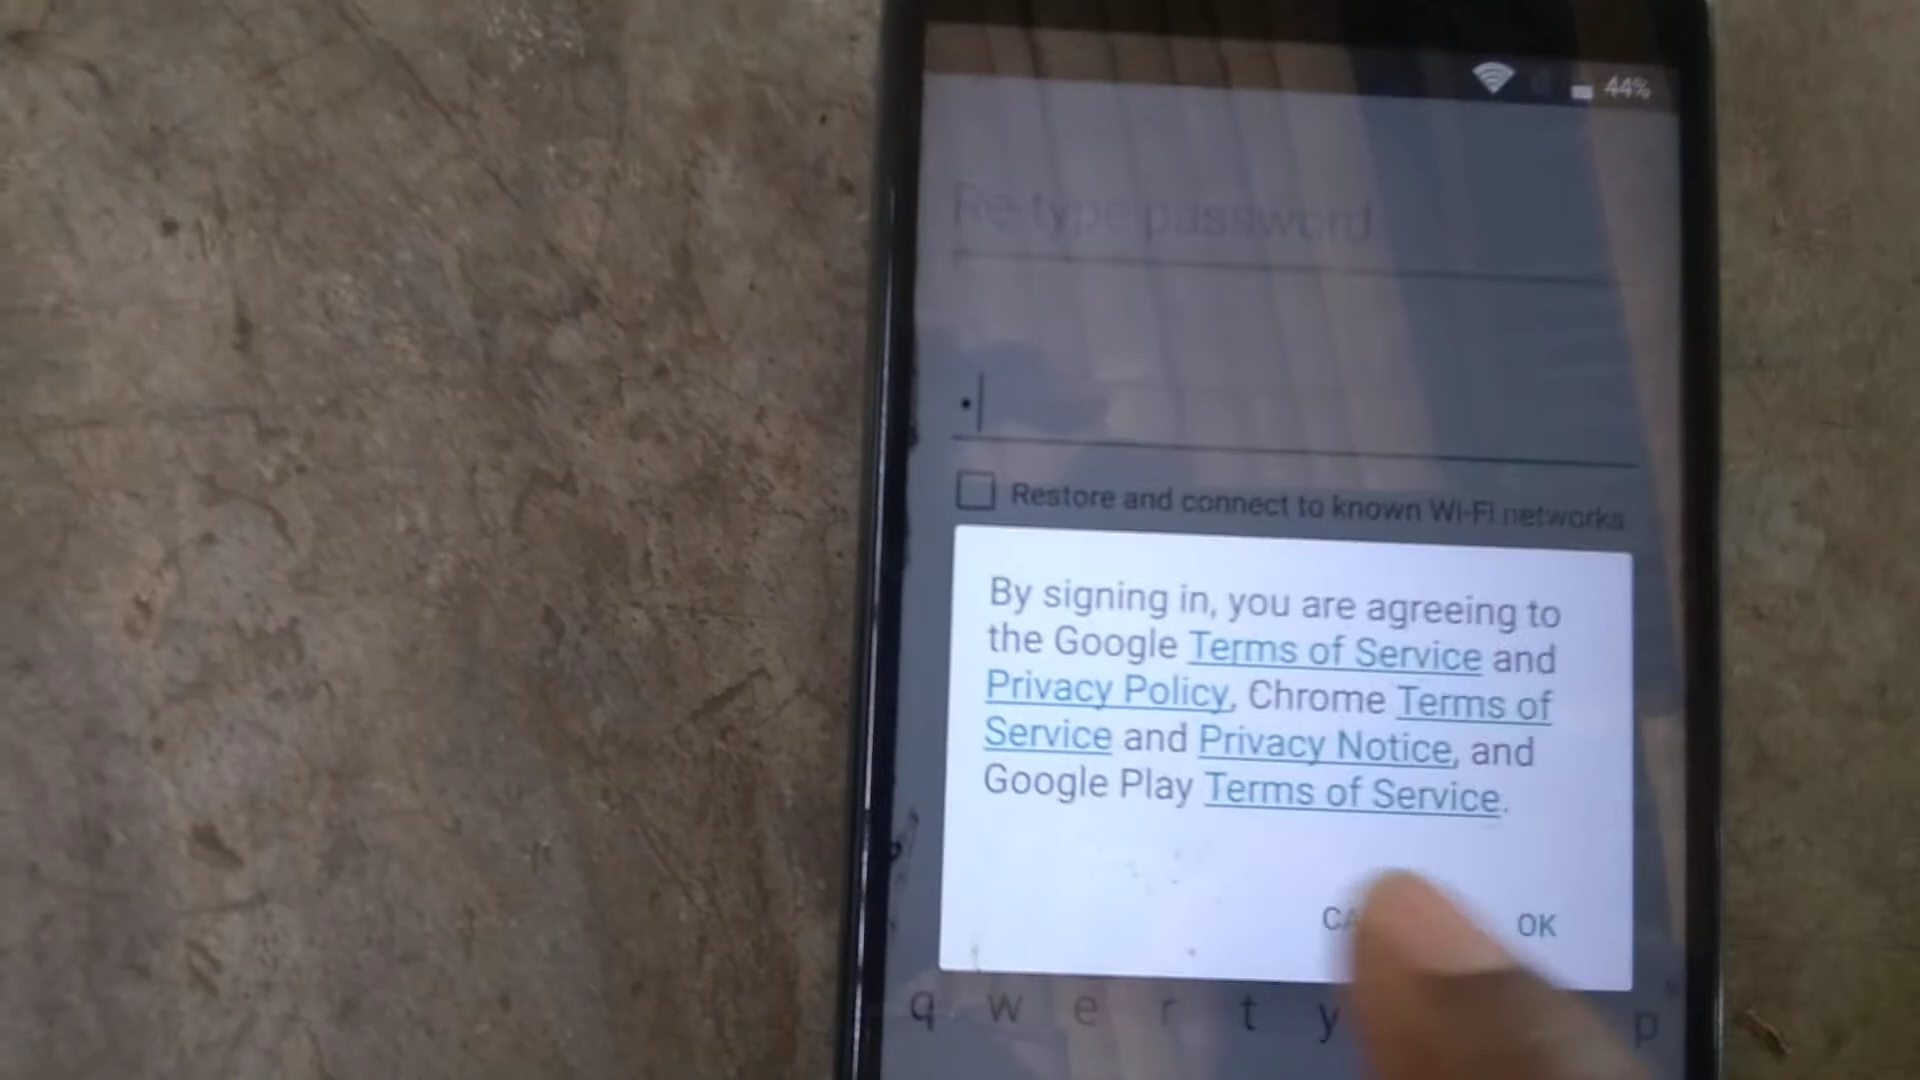 44%
Re-type password
•
Restore and connect to known Wi-Fi networks
By signing in, you are agreeing to
the Google Terms of Service and
Privacy Policy, Chrome Terms of
Service and Privacy Notice, and
Google Play Terms of Service.
OK
q w e r t y p